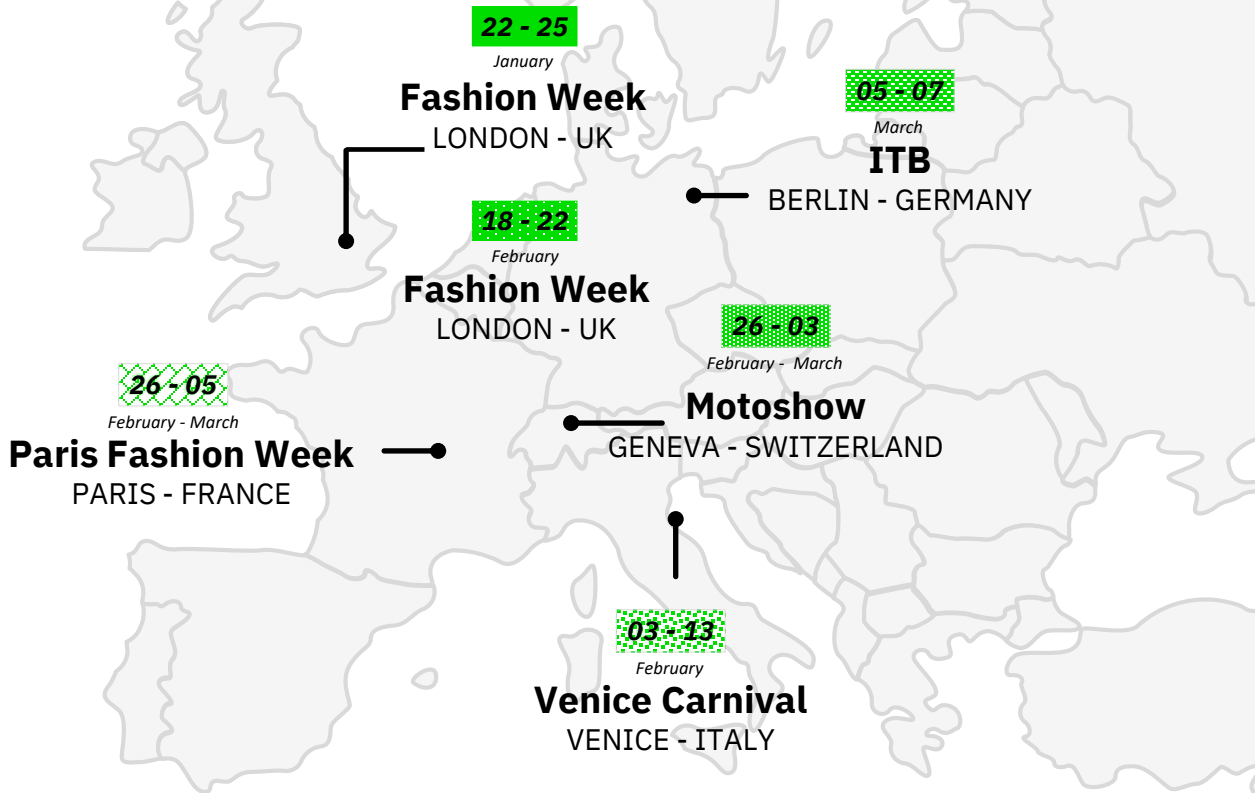 22 - 25
January
Fashion Week
LONDON - UK
05 - 07
March
ITB
BERLIN - GERMANY
18 - 22
February
Fashion Week
LONDON - UK
26 - 03
February - March
Motoshow
GENEVA - SWITZERLAND
26 - 05
February - March
Paris Fashion Week
PARIS - FRANCE
03 - 13
February
Venice Carnival
VENICE - ITALY